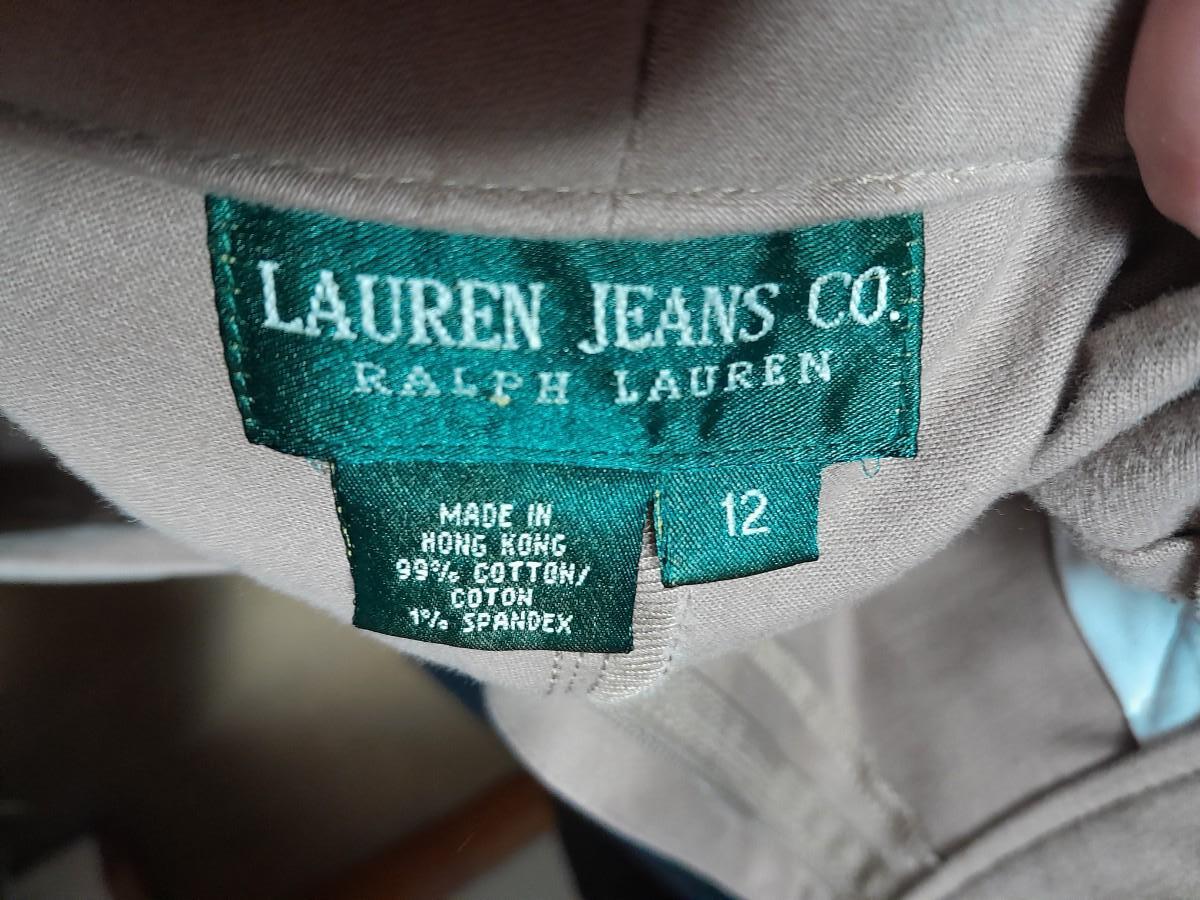 LAUREN JEANS CO.
RALPH LAUREN
MADE IN
HONG KONG
99% COTTON/
COTON
1% SPANDEX
12